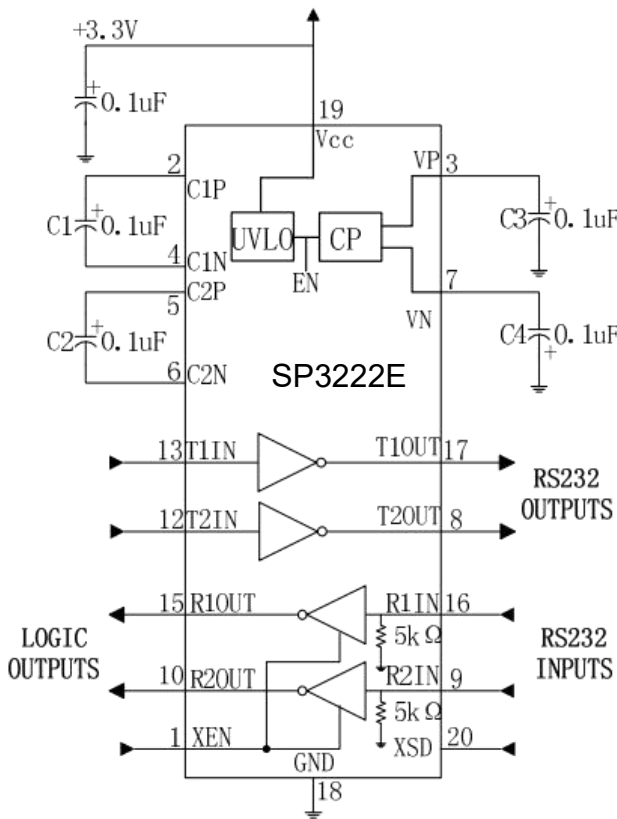 +3.3V
+
0.1uF
19
Vcc
2
C1P
VP 3
C1
+
0.1uF
UVLO
CP
C3
+
0.1uF
4
C1N
EN
5
C2P
7
VN
C2
+
0.1uF
C4
0.1uF
+
6 C2N
SP3222E
13 T1IN
T1OUT 17
RS232
OUTPUTS
12 T2IN
T2OUT 8
15 R1OUT
R1IN 16
5kΩ
LOGIC
OUTPUTS
RS232
INPUTS
10 R2OUT
R2IN 9
5kΩ
1 XEN
XSD 20
GND
18